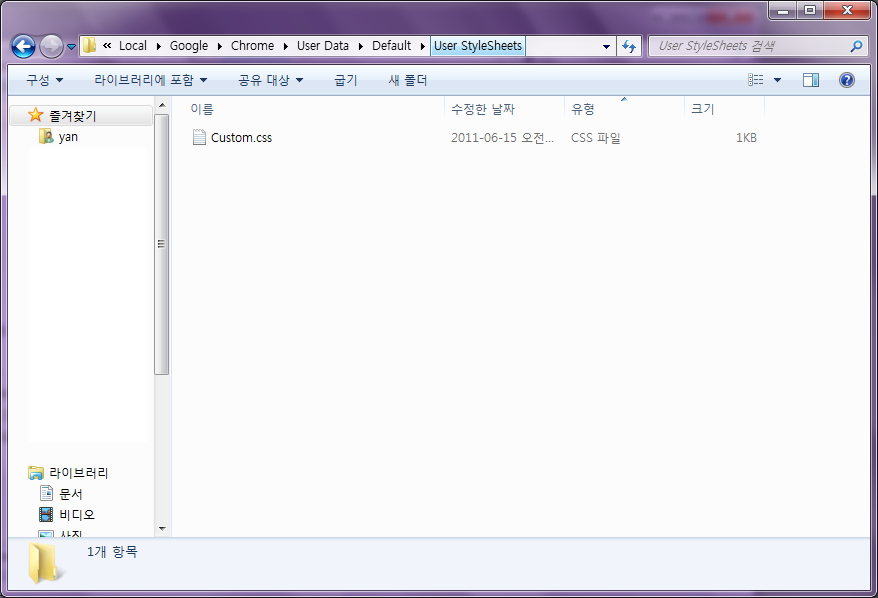 « Local ▸ Google ▸ Chrome ▸ User Data ▸ Default ▸ User StyleSheets
User StyleSheets 검색
구성 라이브러리에 포함 공유 대상 굽기 새 폴더
즐겨찾기
yan
라이브러리
문서
비디오
사진
이름 수정한 날짜 유형 크기
Custom.css 2011-06-15 오전... CSS 파일 1KB
1개 항목